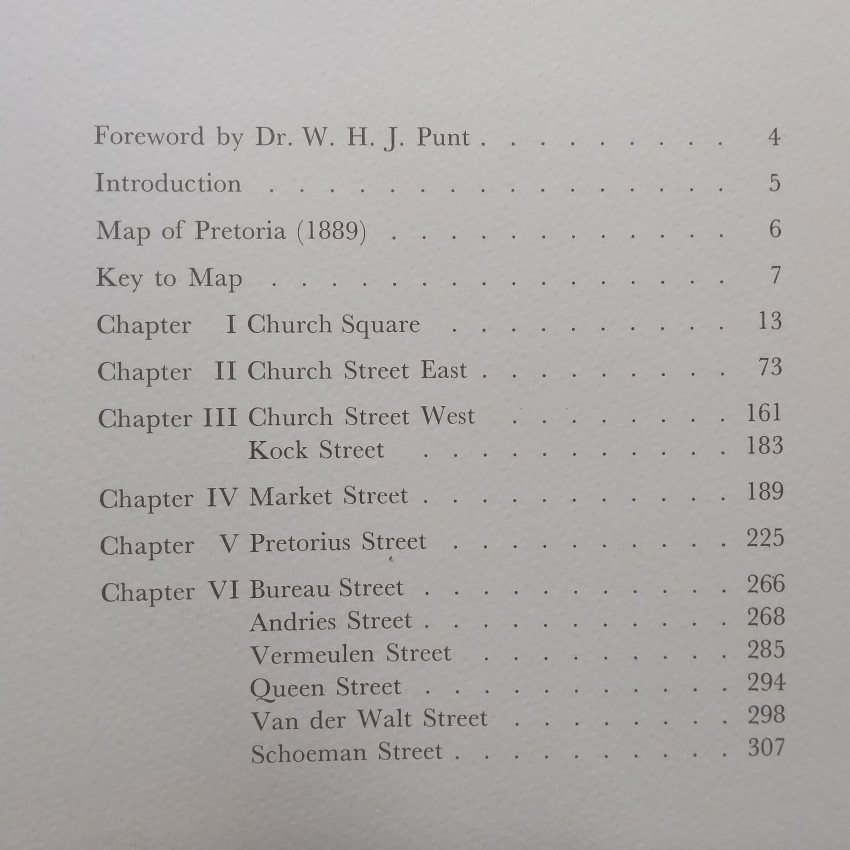 Foreword by Dr. W. H. J. Punt . . . . . . . . . 4
Introduction . . . . . . . . . . . . . . . . 5
Map of Pretoria (1889) . . . . . . . . . . . . 6
Key to Map . . . . . . . . . . . . . . . . 7
Chapter I Church Square . . . . . . . . . . 13
Chapter II Church Street East . . . . . . . . . 73
Chapter III Church Street West . . . . . . . . 161
Kock Street . . . . . . . . . . . 183
Chapter IV Market Street . . . . . . . . . . . 189
Chapter V Pretorius Street . . . . . . . . . . 225
Chapter VI Bureau Street . . . . . . . . . . . 266
Andries Street . . . . . . . . . . . 268
Vermeulen Street . . . . . . . . . 285
Queen Street . . . . . . . . . . . 294
Van der Walt Street . . . . . . . . 298
Schoeman Street . . . . . . . . . . 307